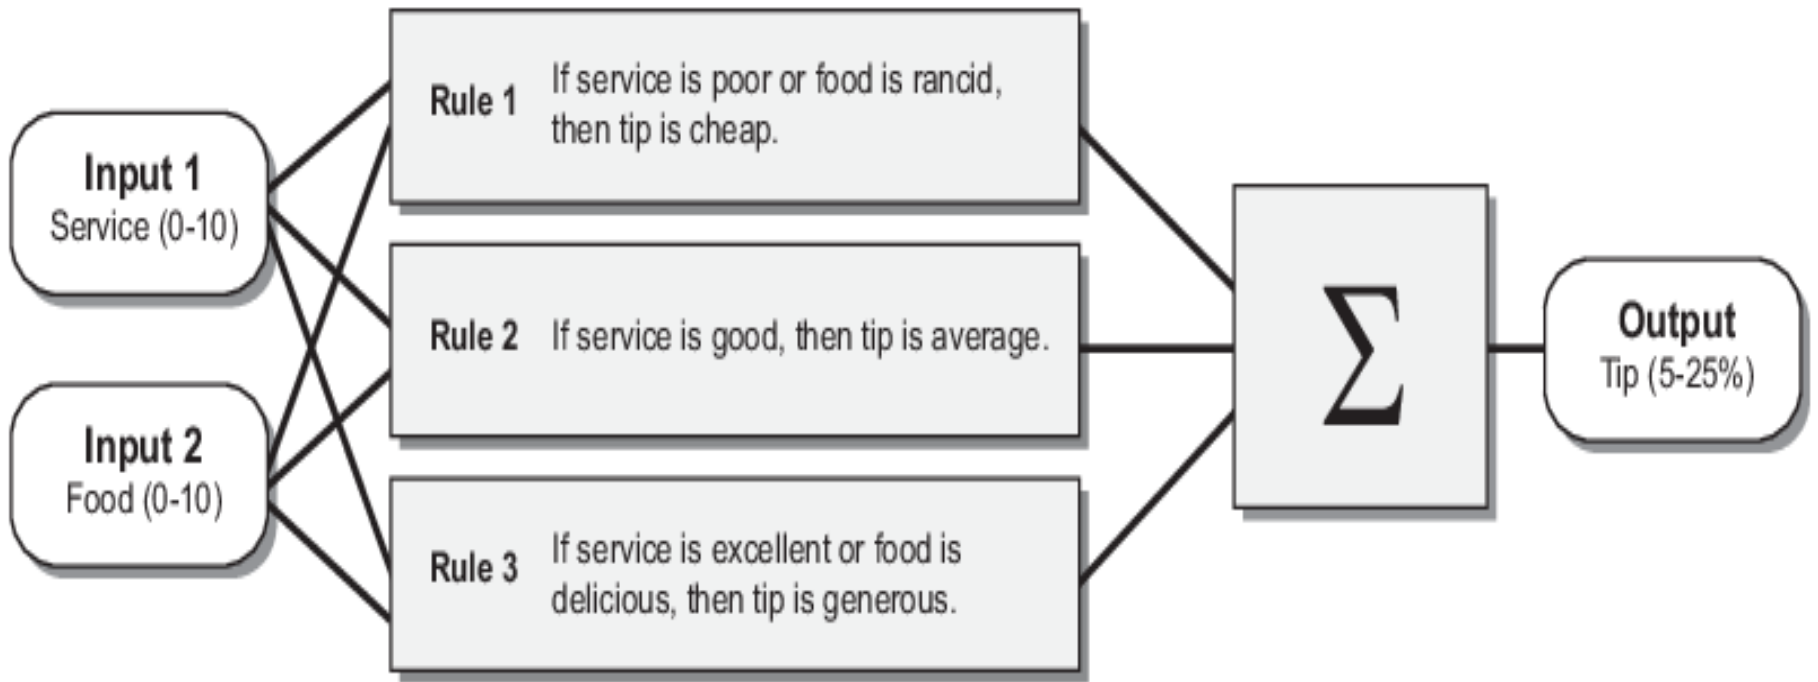 Input 1
Service (0-10)
Input 2
Food (0-10)
Rule 1
If service is poor or food is rancid,
then tip is cheap.
Rule 2
If service is good, then tip is average.
Rule 3
If service is excellent or food is
delicious, then tip is generous.
Σ
Output
Tip (5-25%)